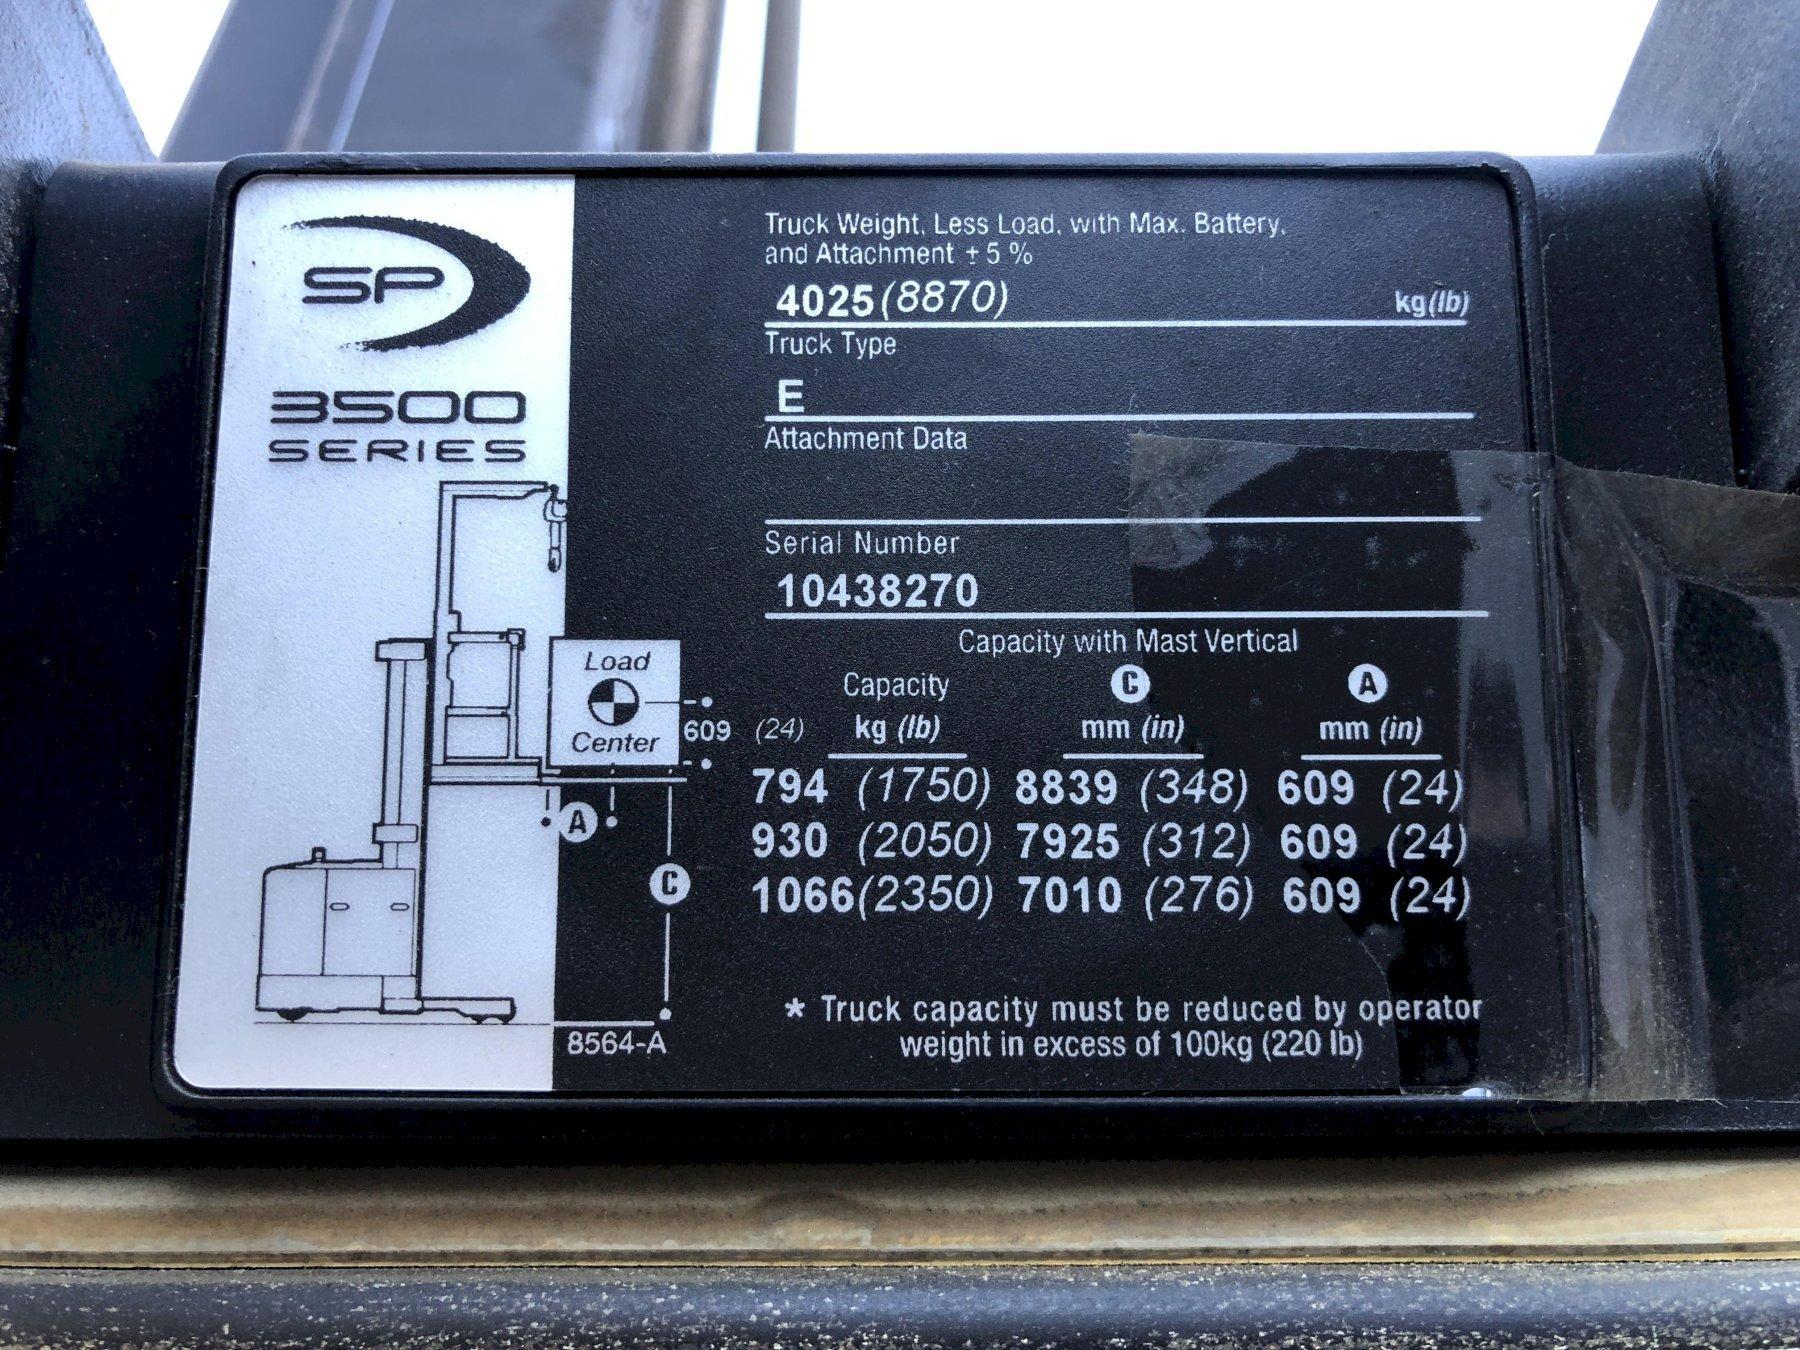 SP
3500
SERIES
Truck Weight, Less Load, with Max. Battery,
and Attachment ± 5 %
4025 (8870) kg (lb)
Truck Type
E
Attachment Data
Serial Number
10438270
Capacity with Mast Vertical
Capacity C A
kg (lb) mm (in) mm (in)
794 (1750) 8839 (348) 609 (24)
930 (2050) 7925 (312) 609 (24)
1066 (2350) 7010 (276) 609 (24)
* Truck capacity must be reduced by operator
weight in excess of 100kg (220 lb)
Load
Center
609 (24)
A
C
8564-A